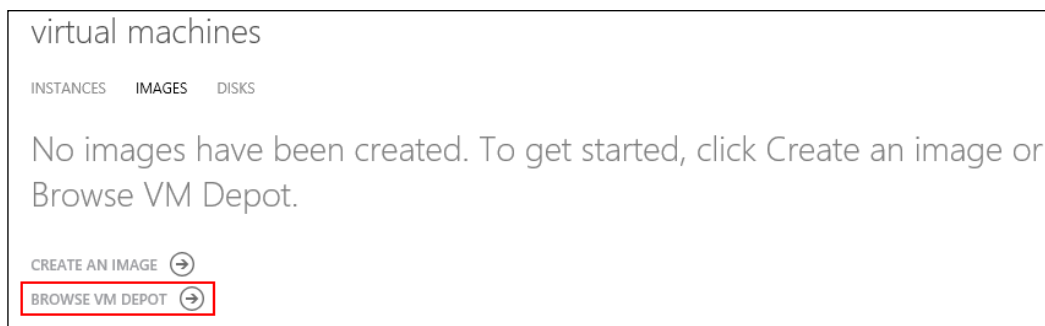 virtual machines
INSTANCES IMAGES DISKS
No images have been created. To get started, click Create an image or
Browse VM Depot.
CREATE AN IMAGE
BROWSE VM DEPOT